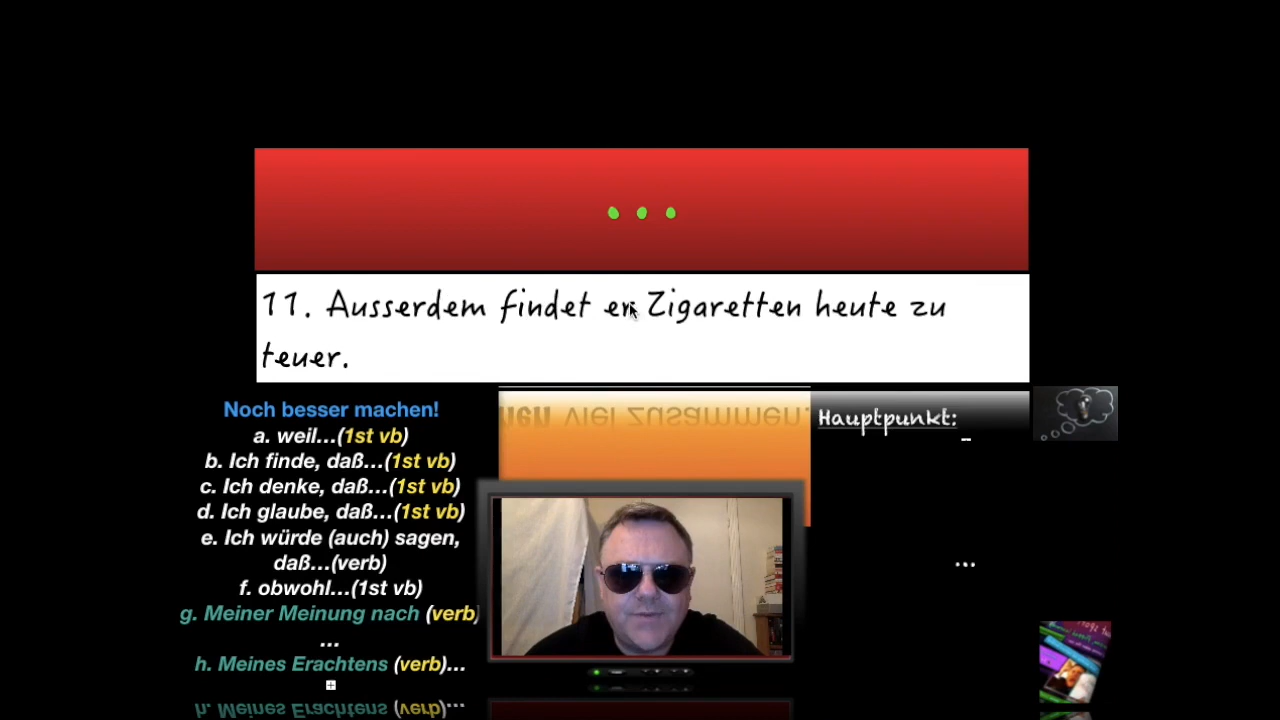 11. Ausserdem findet er Zigaretten heute zu
teuer.
Noch besser machen!
a. weil...(1st vb)
b. Ich finde, daß...(1st vb)
c. Ich denke, daß...(1st vb)
d. Ich glaube, daß...(1st vb)
e. Ich würde (auch) sagen,
daß...(verb)
f. obwohl...(1st vb)
g. Meiner Meinung nach (verb)
...
h. Meines Erachtens (verb)...
viel zusammen.
Hauptpunkt:
...